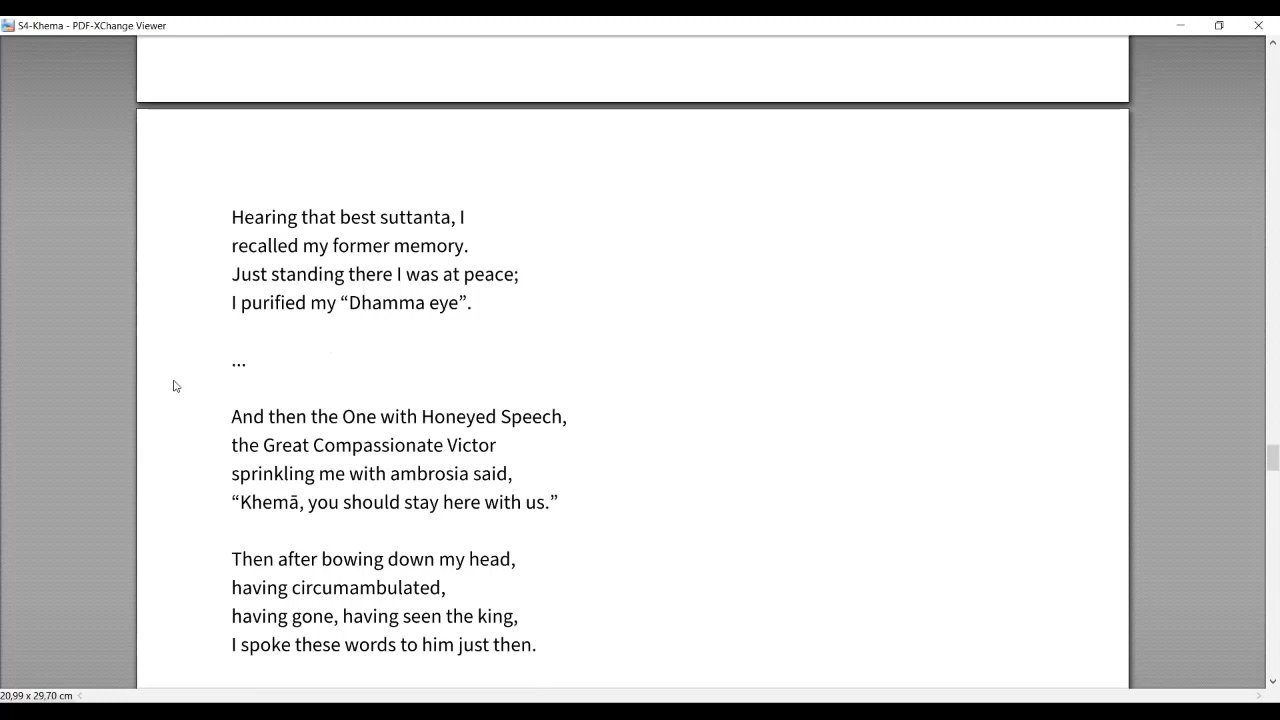 S4-Khema - PDF-XChange Viewer
Hearing that best suttanta, I
recalled my former memory.
Just standing there I was at peace;
I purified my “Dhamma eye”.
...
And then the One with Honeyed Speech,
the Great Compassionate Victor
sprinkling me with ambrosia said,
“Khemā, you should stay here with us.”
Then after bowing down my head,
having circumambulated,
having gone, having seen the king,
I spoke these words to him just then.
20,99 x 29,70 cm